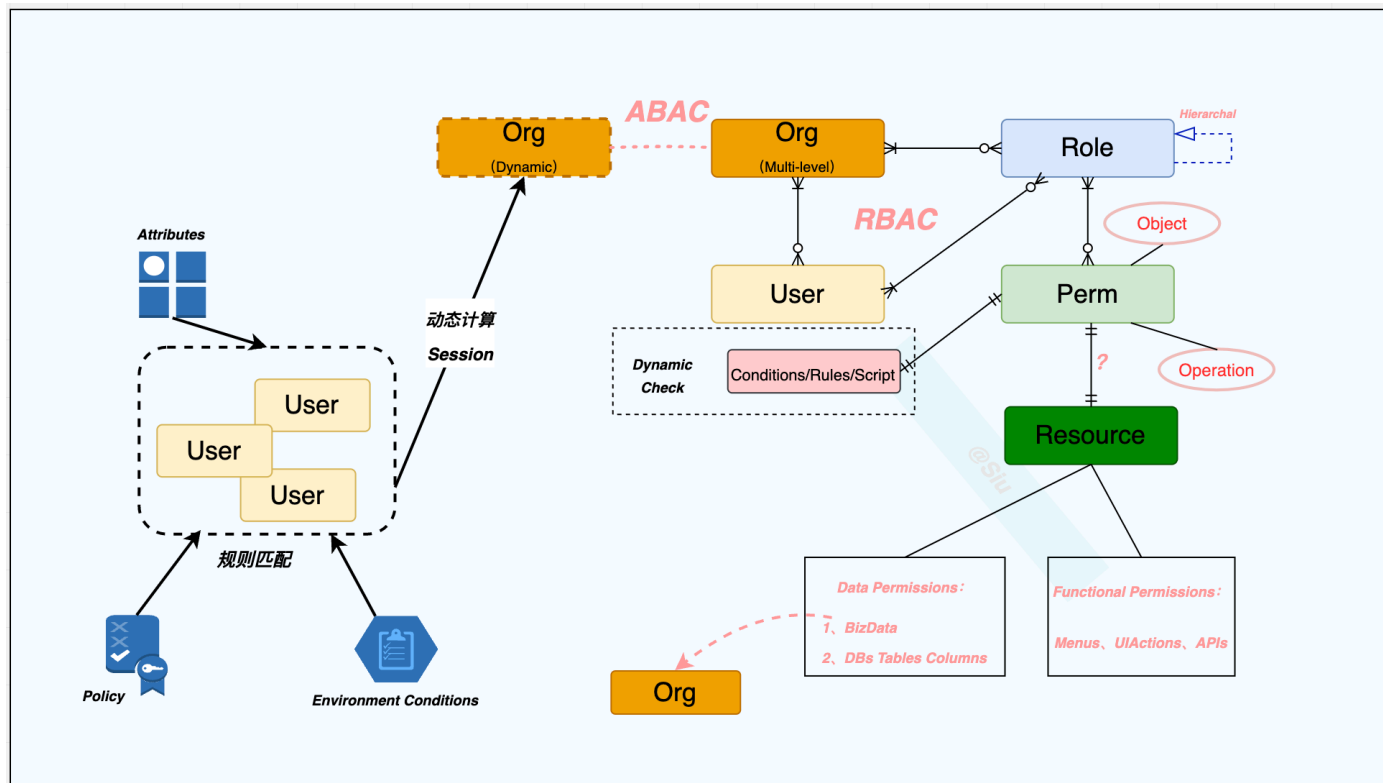 ABAC
Hierarchal
Org
(Dynamic)
Org
(Multi-level)
Role
RBAC
Object
Attributes
User
Perm
动态计算
Session
Dynamic
Check
Conditions/Rules/Script
?
Operation
User
User
User
Resource
@Siu
规则匹配
Data Permissions：
1、BizData
2、DBs Tables Columns
Functional Permissions：
Menus、UIActions、APIs
Policy
Environment Conditions
Org